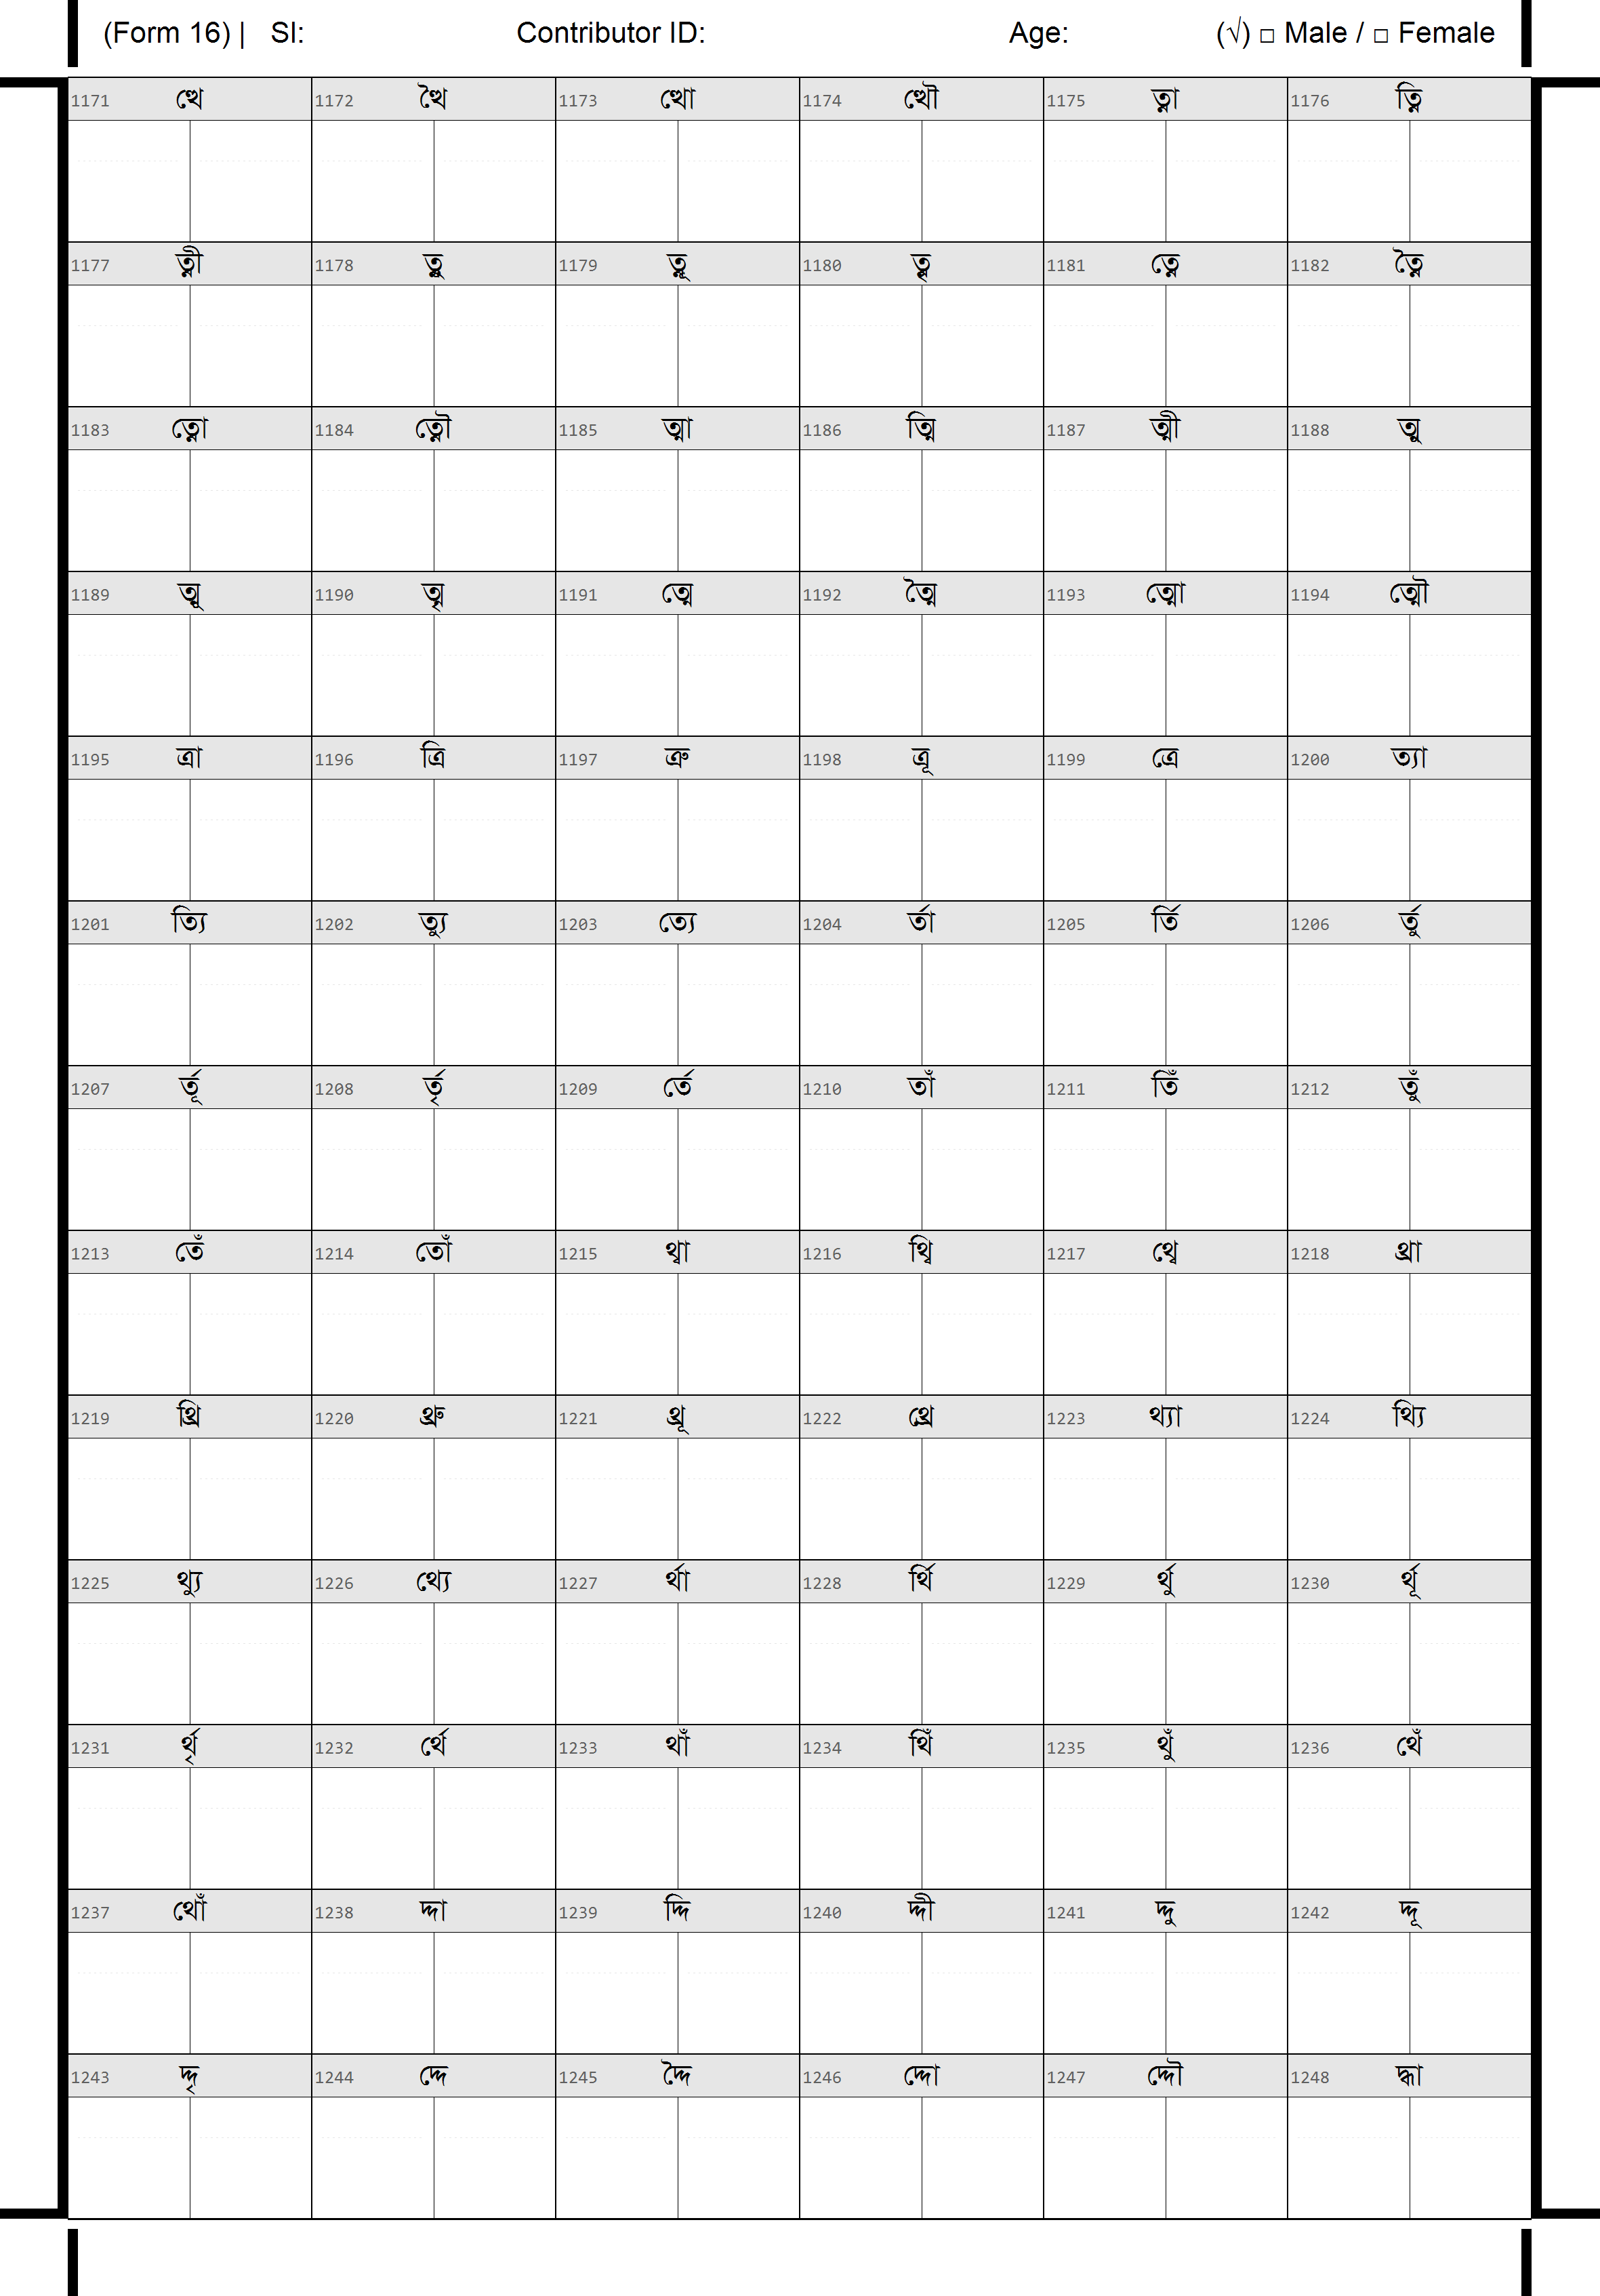 (Form 16) | Sl: Contributor ID: Age: (√) □ Male / □ Female
1171 ত্থে 1172 ত্থৈ 1173 ত্থো 1174 ত্থৌ 1175 ত্না 1176 ত্নি
1177 ত্নী 1178 ত্নু 1179 ত্নূ 1180 ত্নৃ 1181 ত্নে 1182 ত্নৈ
1183 ত্নো 1184 ত্নৌ 1185 ত্মা 1186 ত্মি 1187 ত্মী 1188 ত্মু
1189 ত্মূ 1190 ত্মৃ 1191 ত্মে 1192 ত্মৈ 1193 ত্মো 1194 ত্মৌ
1195 ত্রা 1196 ত্রি 1197 ত্রু 1198 ত্রূ 1199 ত্রে 1200 ত্যা
1201 ত্যি 1202 ত্যু 1203 ত্যে 1204 র্তা 1205 র্তি 1206 র্তু
1207 র্তূ 1208 র্তৃ 1209 র্তে 1210 তাঁ 1211 তিঁ 1212 তুঁ
1213 তেঁ 1214 তোঁ 1215 থ্বা 1216 থ্বি 1217 থ্বে 1218 থ্রা
1219 থ্রি 1220 থ্রু 1221 থ্রূ 1222 থ্রে 1223 থ্যা 1224 থ্যি
1225 থ্যু 1226 থ্যে 1227 র্থা 1228 র্থি 1229 র্থু 1230 র্থূ
1231 র্থৃ 1232 র্থে 1233 থাঁ 1234 থিঁ 1235 থুঁ 1236 থেঁ
1237 থোঁ 1238 দ্দা 1239 দ্দি 1240 দ্দী 1241 দ্দু 1242 দ্দূ
1243 দ্দৃ 1244 দ্দে 1245 দ্দৈ 1246 দ্দো 1247 দ্দৌ 1248 দ্ধা